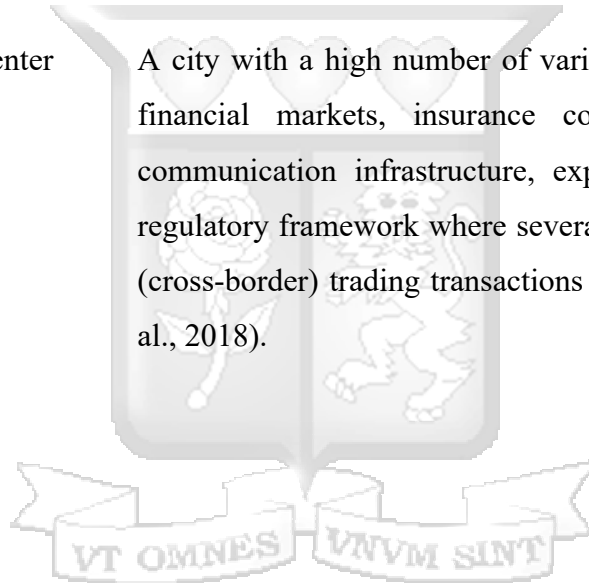 enter A city with a high number of vari
financial markets, insurance co
communication infrastructure, exp
regulatory framework where severa
(cross-border) trading transactions
al., 2018).
VT OMNES VNVM SINT